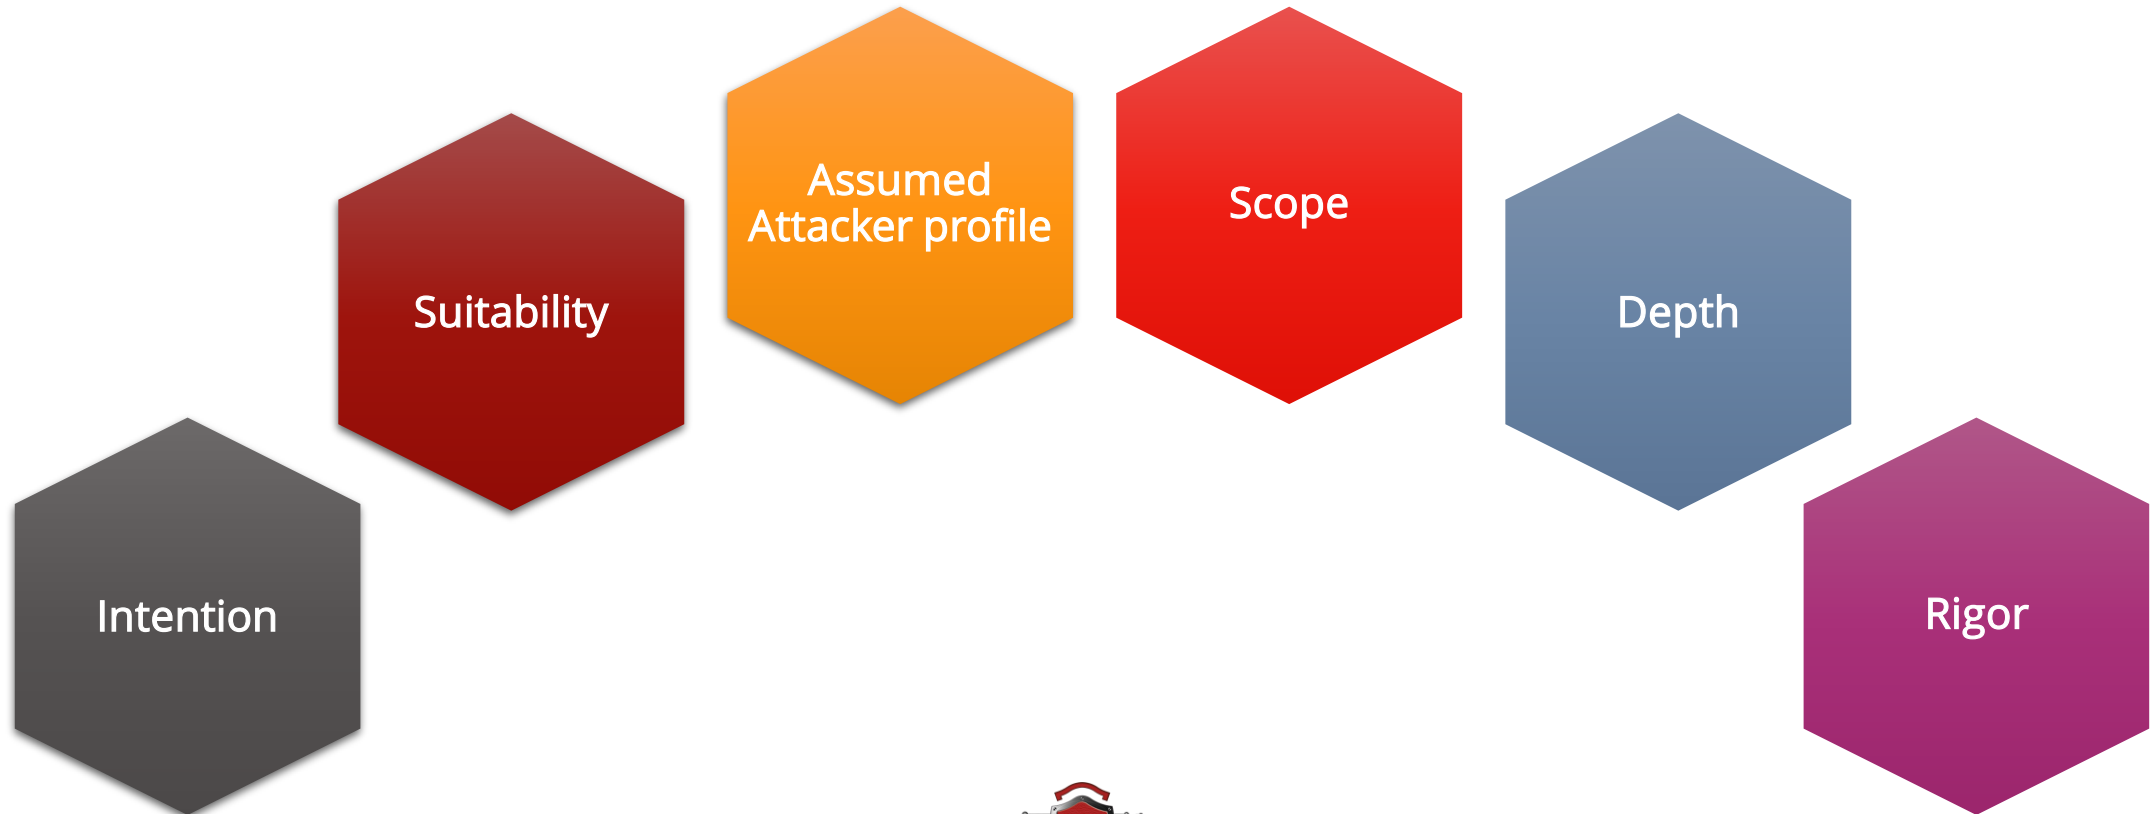 Intention
Suitability
Assumed
Attacker profile
Scope
Depth
Rigor